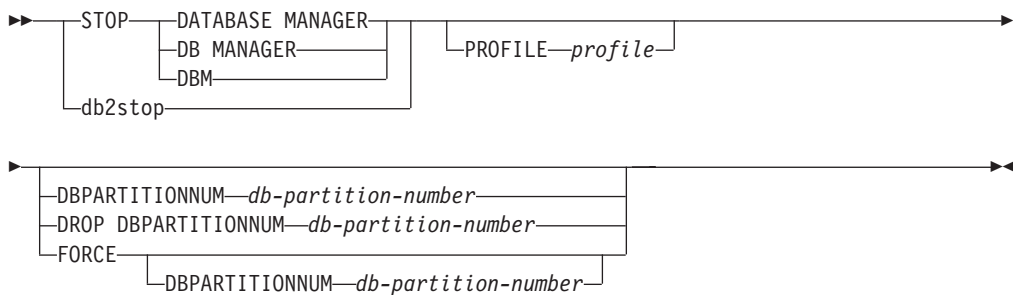 STOP DATABASE MANAGER
DB MANAGER
DBM
PROFILE profile
db2stop
DBPARTITIONNUM db-partition-number
DROP DBPARTITIONNUM db-partition-number
FORCE
DBPARTITIONNUM db-partition-number